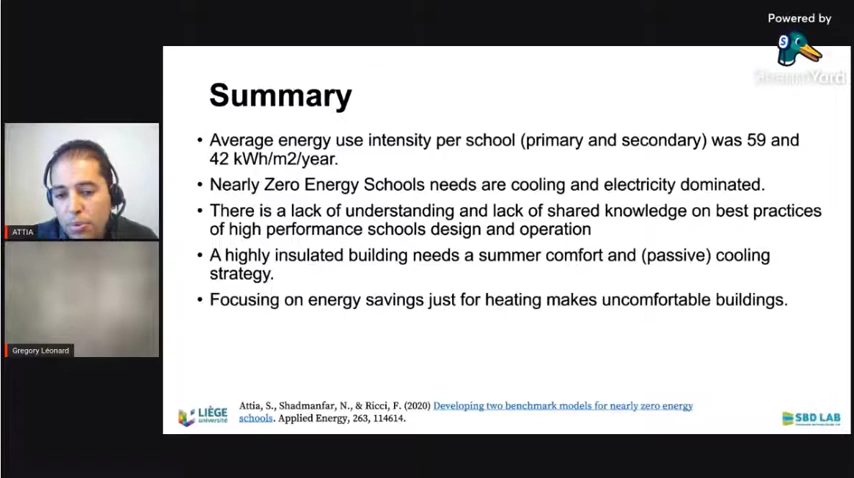 Powered by
StreamYard
Summary
• Average energy use intensity per school (primary and secondary) was 59 and
42 kWh/m2/year.
• Nearly Zero Energy Schools needs are cooling and electricity dominated.
• There is a lack of understanding and lack of shared knowledge on best practices
of high performance schools design and operation
• A highly insulated building needs a summer comfort and (passive) cooling
strategy.
• Focusing on energy savings just for heating makes uncomfortable buildings.
ATTIA
Gregory Léonard
LIÈGE
université
Attia, S., Shadmanfar, N., & Ricci, F. (2020) Developing two benchmark models for nearly zero energy
schools. Applied Energy, 263, 114614.
SBD LAB